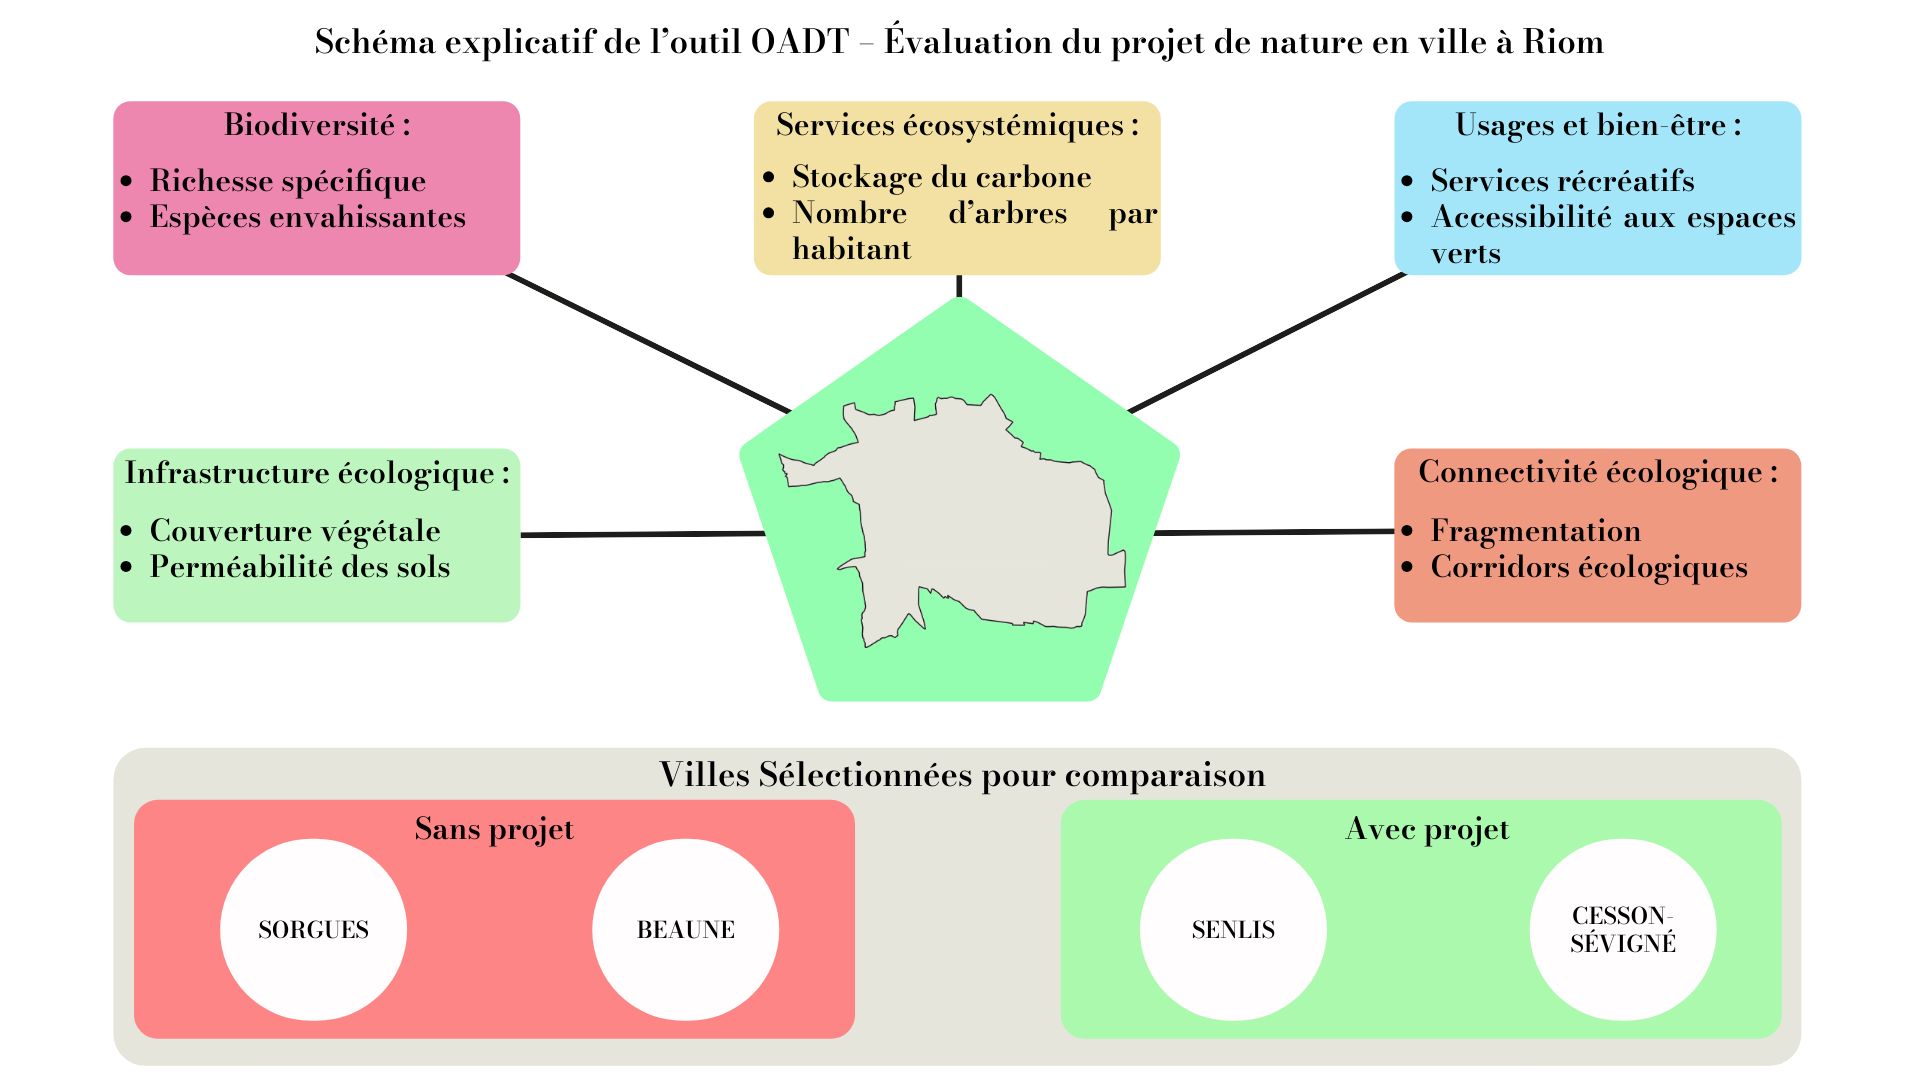 Schéma explicatif de l’outil OADT – Évaluation du projet de nature en ville à Riom
Biodiversité :
• Richesse spécifique
• Espèces envahissantes
Services écosystémiques :
• Stockage du carbone
• Nombre d’arbres par
habitant
Usages et bien-être :
• Services récréatifs
• Accessibilité aux espaces
verts
Infrastructure écologique :
• Couverture végétale
• Perméabilité des sols
Connectivité écologique :
• Fragmentation
• Corridors écologiques
Villes Sélectionnées pour comparaison
Sans projet
SORGUES
BEAUNE
Avec projet
SENLIS
CESSON-
SÉVIGNÉ